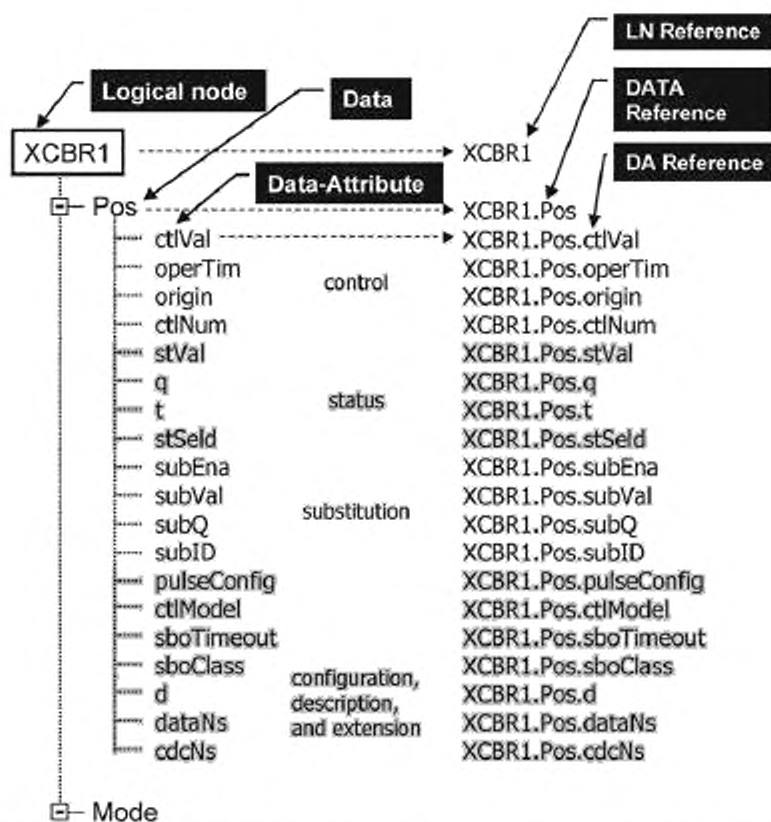 LN Reference
Logical node
Data
DATA
Reference
XCBR1
XCBR1
DA Reference
Data-Attribute
Pos
XCBR1.Pos
ctlVal
XCBR1.Pos.ctlVal
operTim
control
XCBR1.Pos.operTim
origin
XCBR1.Pos.origin
ctlNum
XCBR1.Pos.ctlNum
stVal
XCBR1.Pos.stVal
q
status
XCBR1.Pos.q
t
XCBR1.Pos.t
stSeld
XCBR1.Pos.stSeld
subEna
XCBR1.Pos.subEna
subVal
XCBR1.Pos.subVal
subQ
substitution
XCBR1.Pos.subQ
subID
XCBR1.Pos.subID
pulseConfig
XCBR1.Pos.pulseConfig
ctlModel
XCBR1.Pos.ctlModel
sboTimeout
XCBR1.Pos.sboTimeout
sboClass
XCBR1.Pos.sboClass
configuration,
description,
and extension
d
XCBR1.Pos.d
dataNs
XCBR1.Pos.dataNs
cdcNs
XCBR1.Pos.cdcNs
Mode